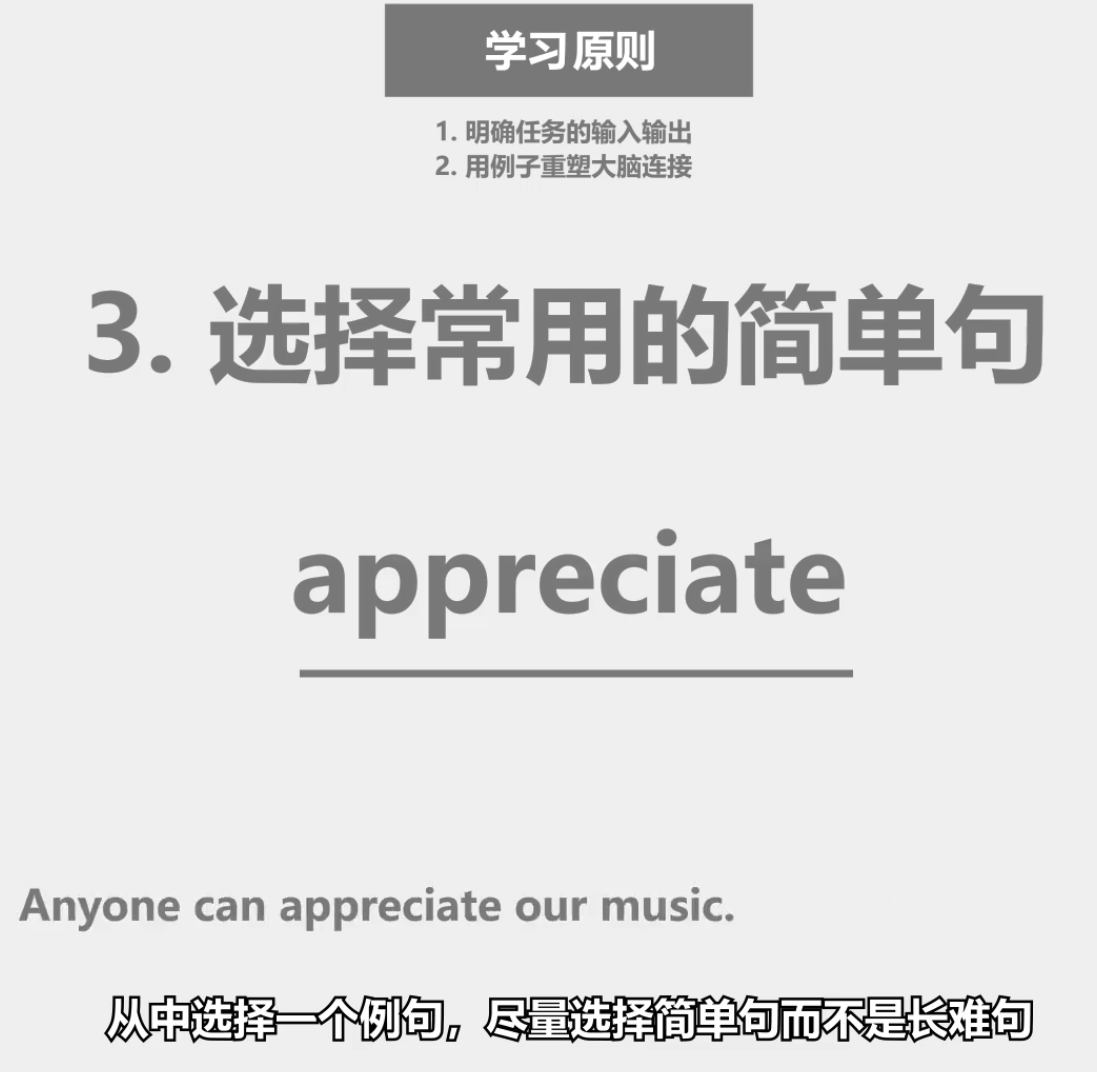 学习原则
1. 明确任务的输入输出
2. 用例子重塑大脑连接
3. 选择常用的简单句
appreciate
Anyone can appreciate our music.
从中选择一个例句，尽量选择简单句而不是长难句